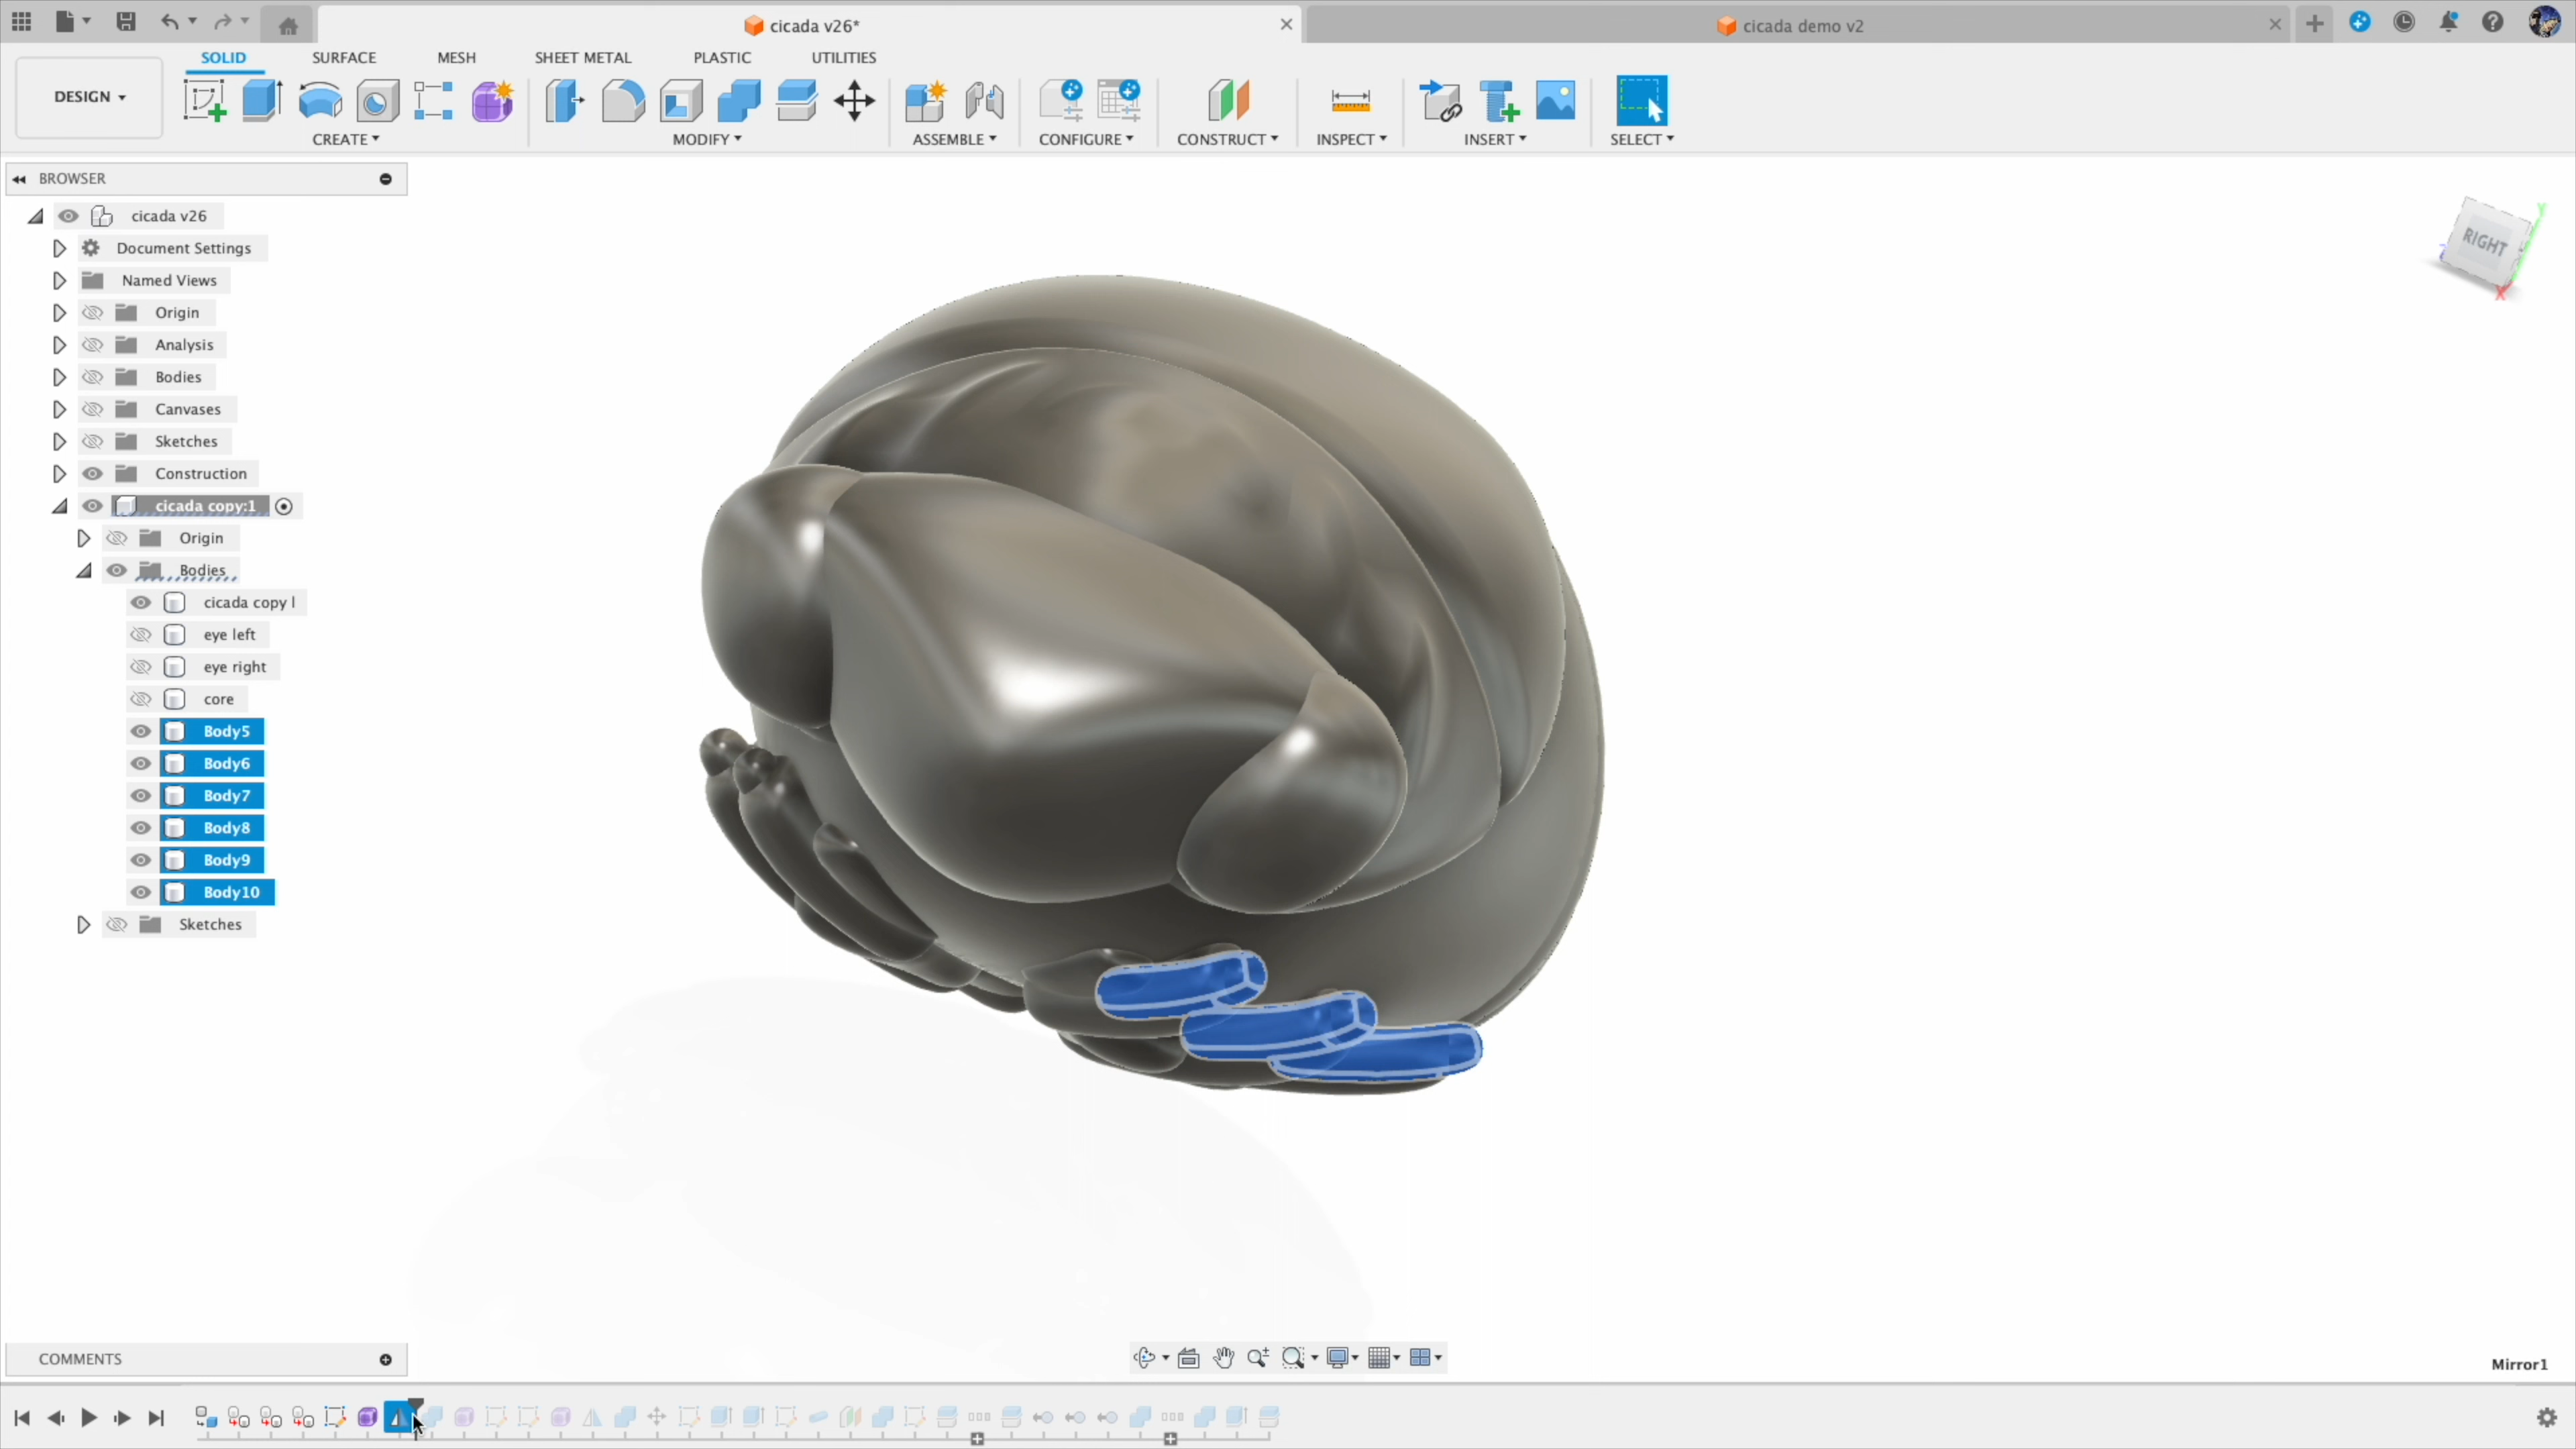 cicada v26*
cicada demo v2
SOLID
SURFACE
MESH
SHEET METAL
PLASTIC
UTILITIES
DESIGN
CREATE
MODIFY
ASSEMBLE
CONFIGURE
CONSTRUCT
INSPECT
INSERT
SELECT
BROWSER
cicada v26
Document Settings
Named Views
Origin
Analysis
Bodies
Canvases
Sketches
Construction
cicada copy:1
Origin
Bodies
cicada copy l
eye left
eye right
core
Body5
Body6
Body7
Body8
Body9
Body10
Sketches
RIGHT
Y
Z
X
COMMENTS
Mirror1